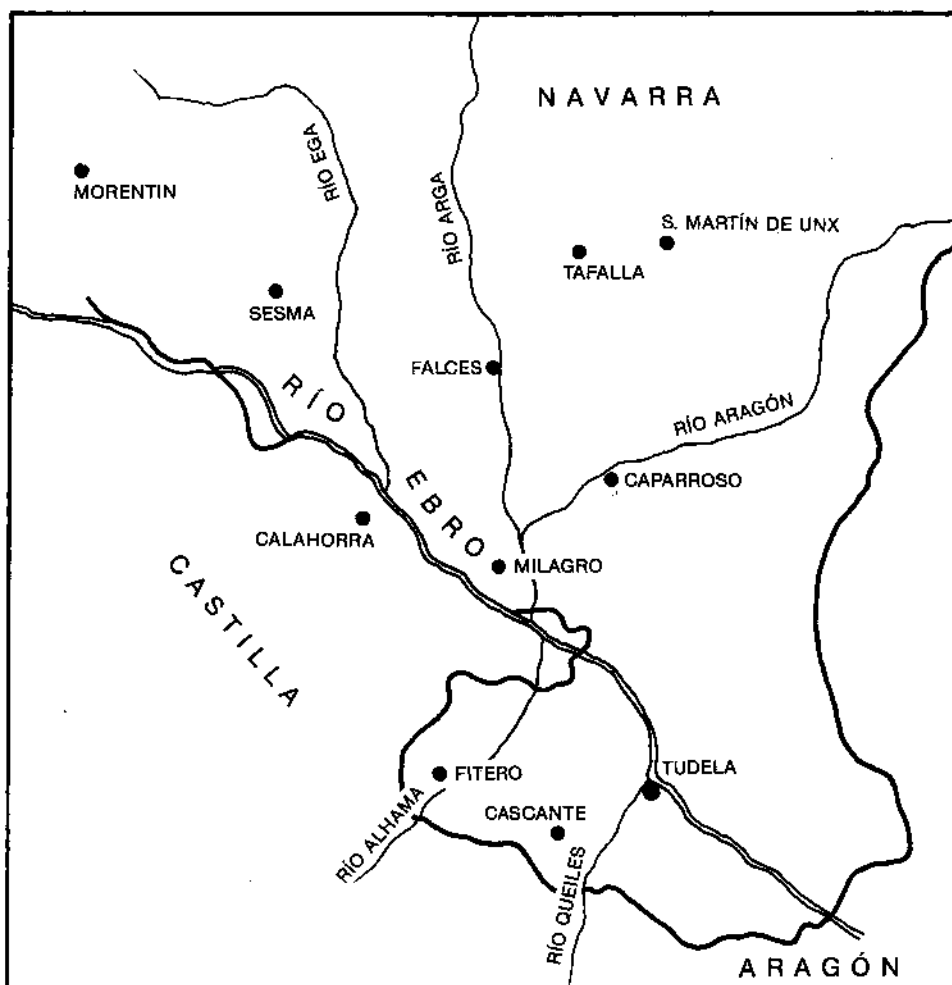 NAVARRA
RÍO EGA
MORENTIN
RÍO ARGA
S. MARTÍN DE UNX
TAFALLA
SESMA
FALCES
RÍO EBRO
RÍO ARAGÓN
CAPARROSO
CALAHORRA
MILAGRO
CASTILLA
FITERO
TUDELA
CASCANTE
RÍO ALHAMA
RÍO QUEILES
ARAGÓN